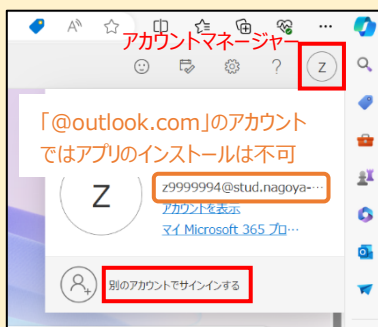 アカウントマネージャー
Z
「@outlook.com」のアカウント
ではアプリのインストールは不可
Z
z9999994@stud.nagoya-…
アカウントを表示
マイ Microsoft 365 プロ…
別のアカウントでサインインする